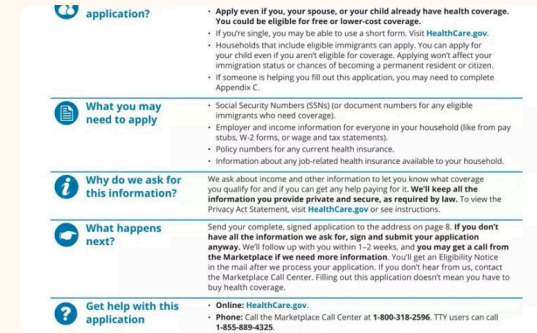 application?
• Apply even if you, your spouse, or your child already have health coverage.
You could be eligible for free or lower-cost coverage.
• If you're single, you may be able to use a short form. Visit HealthCare.gov.
• Households that include eligible immigrants can apply. You can apply for
your child even if you aren't eligible for coverage. Applying won't affect your
immigration status or chances of becoming a permanent resident or citizen.
• If someone is helping you fill out this application, you may need to complete
Appendix C.
What you may
need to apply
• Social Security Numbers (SSNs) (or document numbers for any eligible
immigrants who need coverage).
• Employer and income information for everyone in your household (like from pay
stubs, W-2 forms, or wage and tax statements).
• Policy numbers for any current health insurance.
• Information about any job-related health insurance available to your household.
Why do we ask for
this information?
We ask about income and other information to let you know what coverage
you qualify for and if you can get any help paying for it. We'll keep all the
information you provide private and secure, as required by law. To view the
Privacy Act Statement, visit HealthCare.gov or see instructions.
What happens
next?
Send your complete, signed application to the address on page 8. If you don't
have all the information we ask for, sign and submit your application
anyway. We'll follow up with you within 1–2 weeks, and you may get a call from
the Marketplace if we need more information. You'll get an Eligibility Notice
in the mail after we process your application. If you don't hear from us, contact
the Marketplace Call Center. Filling out this application doesn't mean you have to
buy health coverage.
Get help with this
application
• Online: HealthCare.gov.
• Phone: Call the Marketplace Call Center at 1-800-318-2596. TTY users can call
1-855-889-4325.